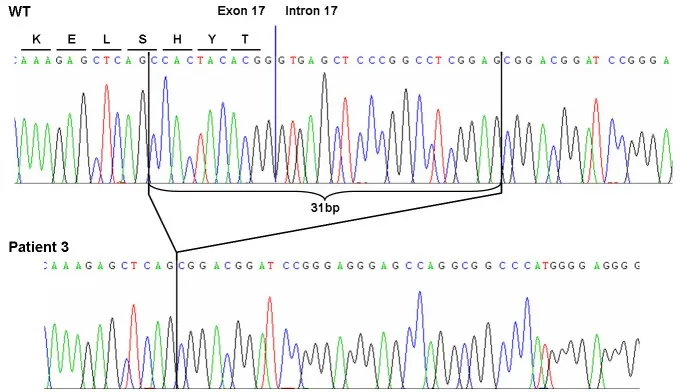 WT Exon 17 Intron 17
K E L S H Y T
CAAAGAGCTCAGCCACTACACGGGTGAGCTCCCGGCCTCGGAGCGGACGGATCCGGGA
31bp
Patient 3
CAAAGAGCTCAGCGGACGGATCCGGGAGGGAGCCAGGCGGCCCATGGGGAGGGG